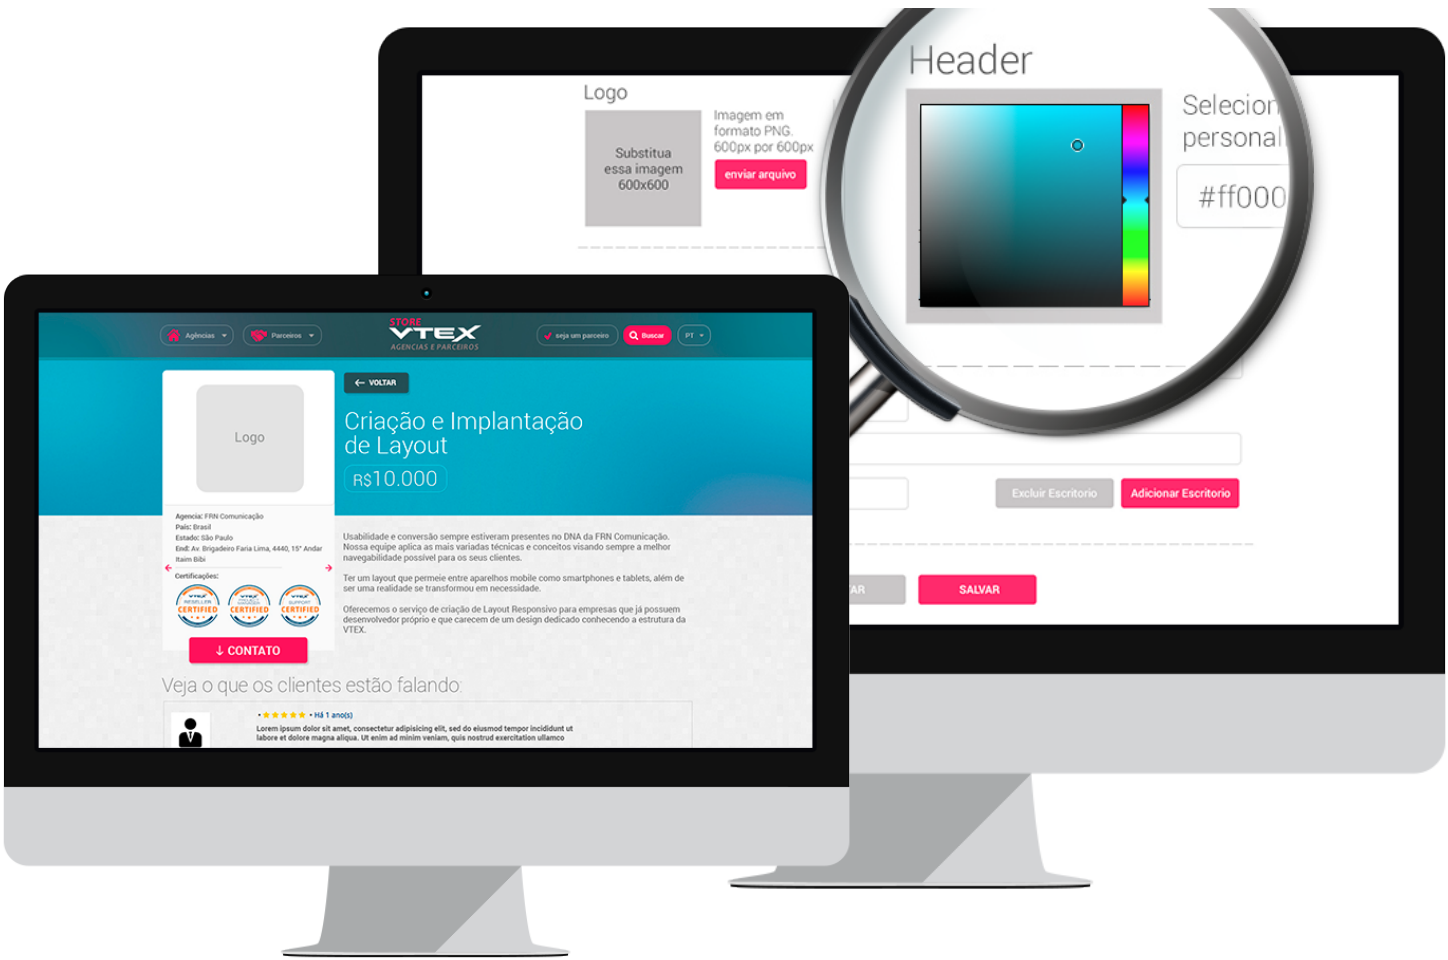 Logo
Substitua
essa imagem
600x600
Imagem em
formato PNG.
600px por 600px
enviar arquivo
Header
Selecion
personal
#ff000
Excluir Escritorio
Adicionar Escritorio
AR
SALVAR
Agências
Parceiros
STORE
VTEX
AGENCIAS E PARCEIROS
seja um parceiro
Buscar
PT
VOLTAR
Logo
Criação e Implantação
de Layout
R$10.000
Agencia: FRN Comunicação
País: Brasil
Estado: São Paulo
End: Av. Brigadeiro Faria Lima, 4440, 15° Andar
Itaim Bibi
Certificações:
VTEX
RESELLER
CERTIFIED
VTEX
CERTIFIED
VTEX
SUPPORT
CERTIFIED
CONTATO
Usabilidade e conversão sempre estiveram presentes no DNA da FRN Comunicação.
Nossa equipe aplica as mais variadas técnicas e conceitos visando sempre a melhor
navegabilidade possível para os seus clientes.
Ter um layout que permeie entre aparelhos mobile como smartphones e tablets, além de
ser uma realidade se transformou em necessidade.
Oferecemos o serviço de criação de Layout Responsivo para empresas que já possuem
desenvolvedor próprio e que carecem de um design dedicado conhecendo a estrutura da
VTEX.
Veja o que os clientes estão falando:
• ★★★★★ • Há 1 ano(s)
Lorem ipsum dolor sit amet, consectetur adipisicing elit, sed do eiusmod tempor incididunt ut
labore et dolore magna aliqua. Ut enim ad minim veniam, quis nostrud exercitation ullamco